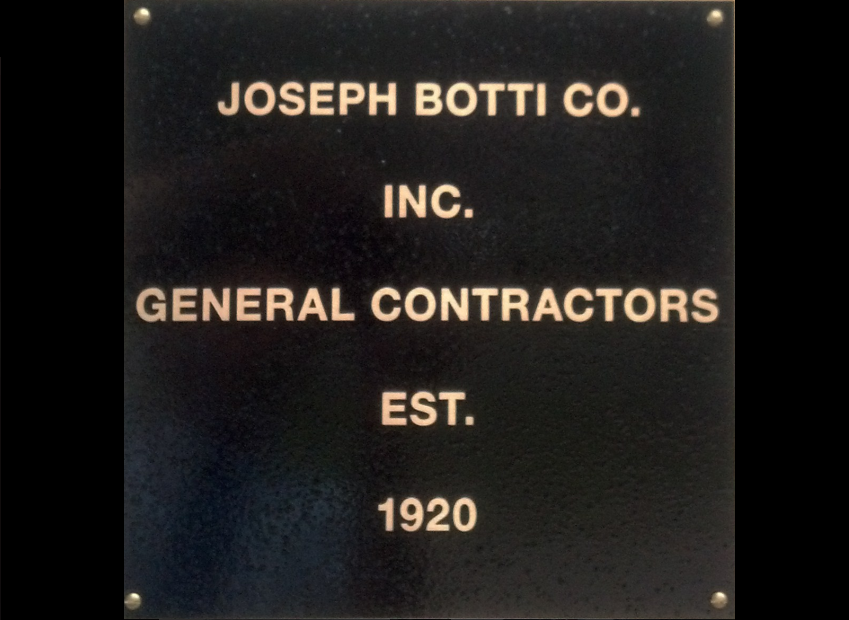 JOSEPH BOTTI CO.
INC.
GENERAL CONTRACTORS
EST.
1920